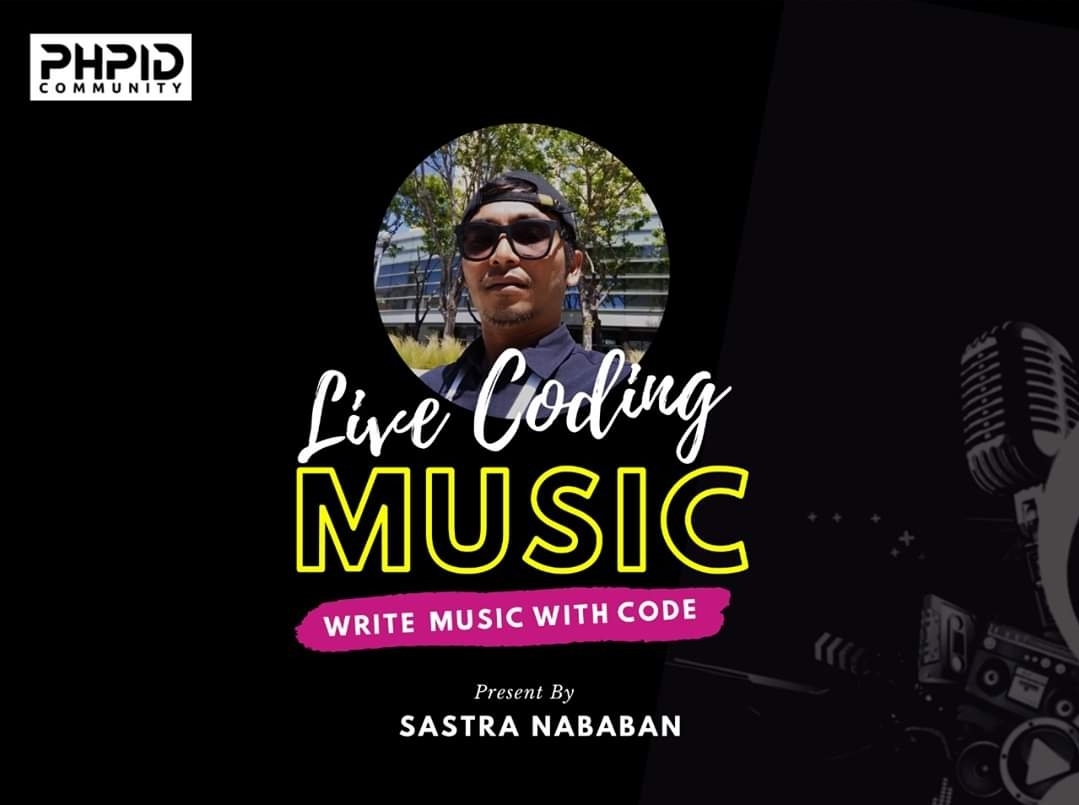 PHPID
COMMUNITY
Live Coding
MUSIC
WRITE MUSIC WITH CODE
Present By
SASTRA NABABAN